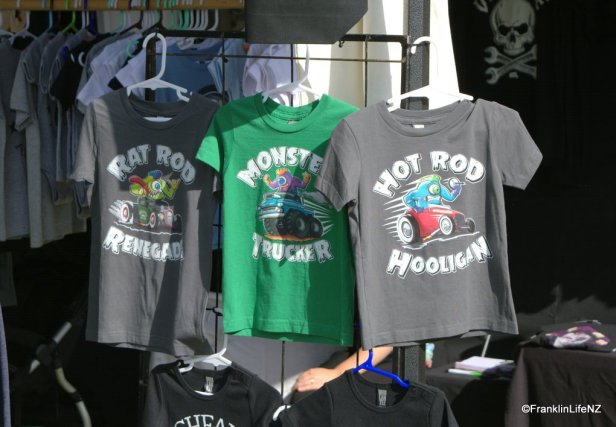 RAT ROD
RENEGADE
MONSTER
TRUCKER
HOT ROD
HOOLIGAN
©FranklinLifeNZ